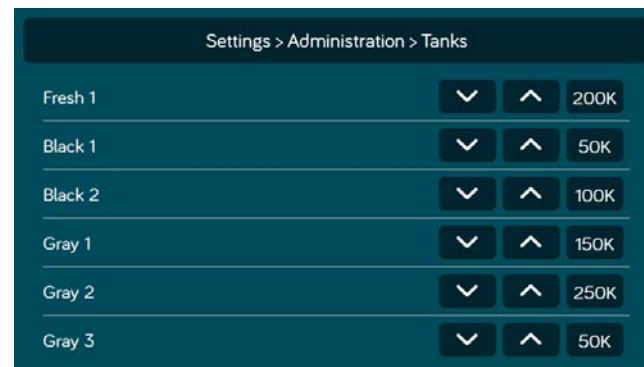 Settings > Administration > Tanks
Fresh 1 200K
Black 1 50K
Black 2 100K
Gray 1 150K
Gray 2 250K
Gray 3 50K